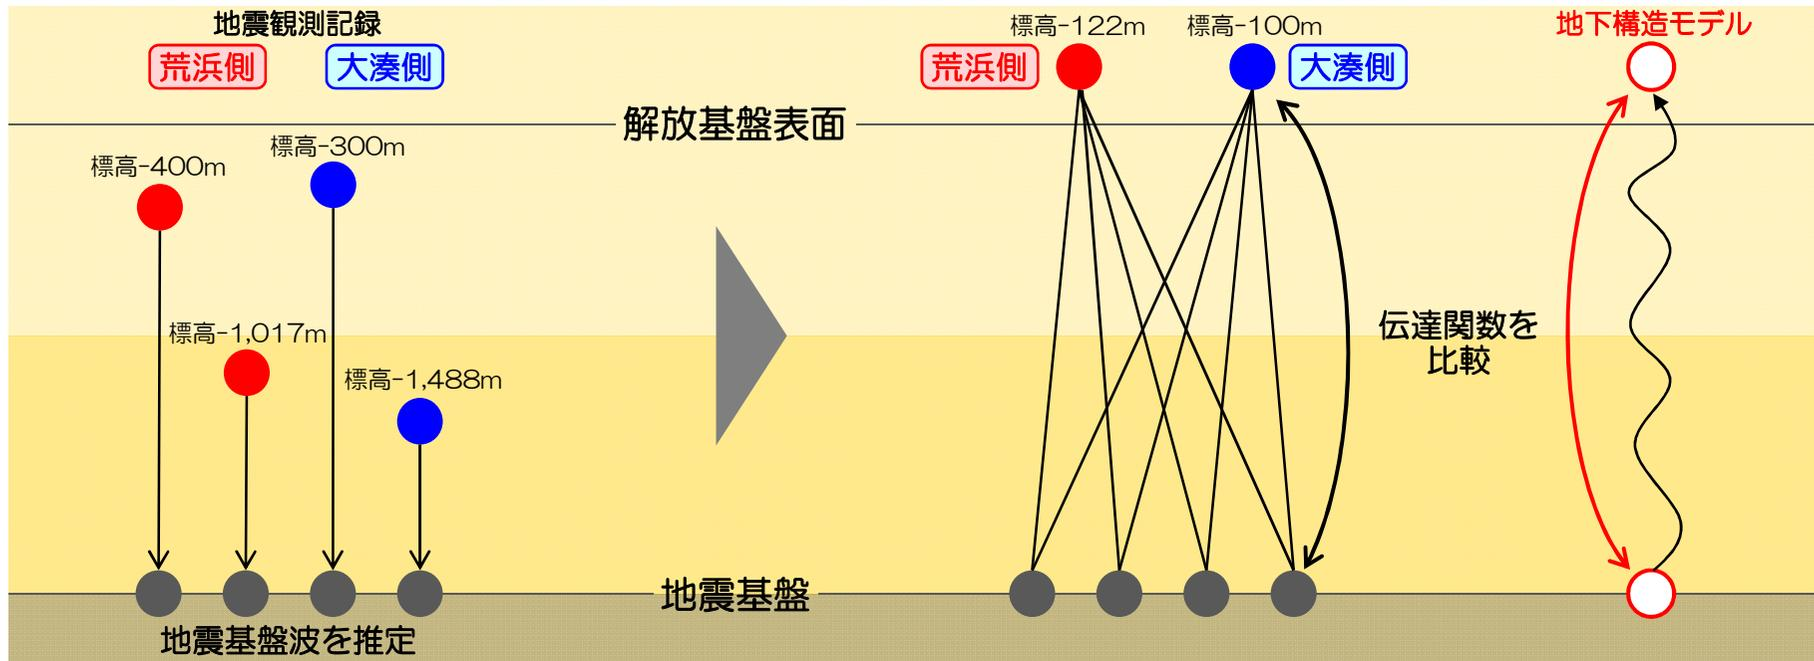 地震観測記録
荒浜側
大湊側
標高-400m
標高-300m
標高-1,017m
標高-1,488m
地震基盤波を推定
解放基盤表面
地震基盤
標高-122m
標高-100m
荒浜側
大湊側
伝達関数を
比較
地下構造モデル